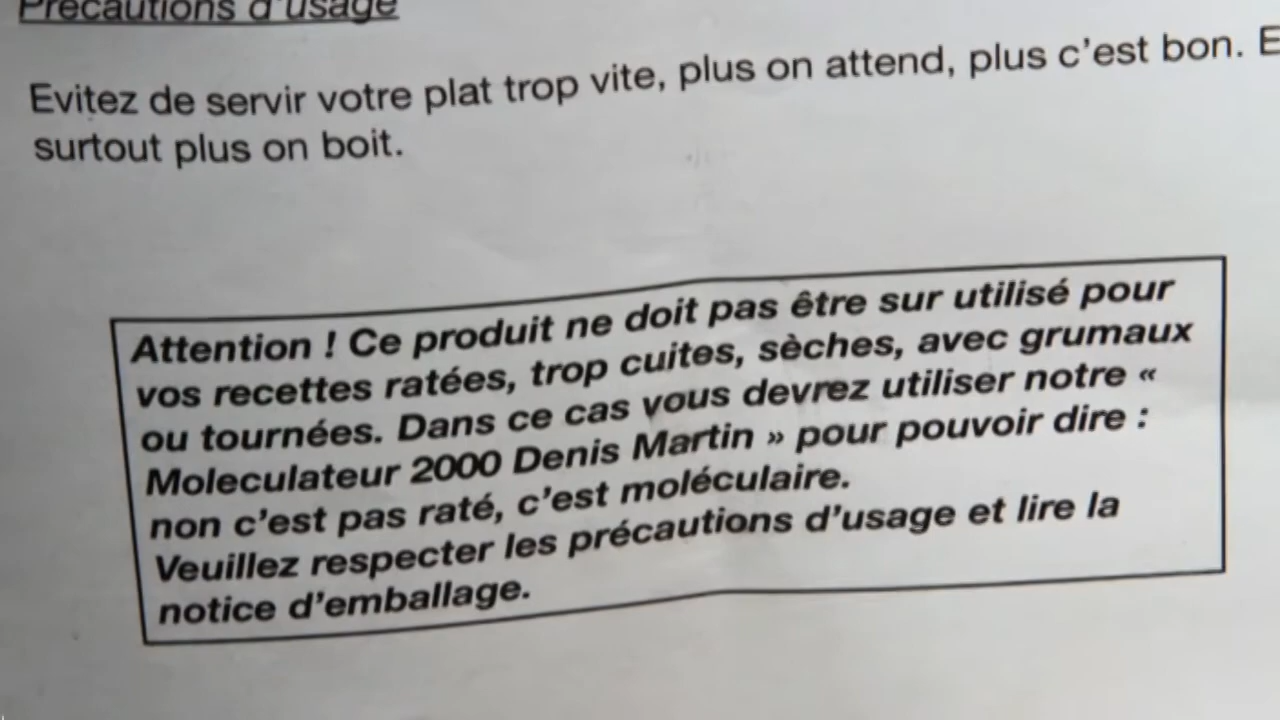 Précautions d'usage
Evitez de servir votre plat trop vite, plus on attend, plus c'est bon. E
surtout plus on boit.
Attention ! Ce produit ne doit pas être sur utilisé pour
vos recettes ratées, trop cuites, sèches, avec grumaux
ou tournées. Dans ce cas vous devrez utiliser notre «
Moleculateur 2000 Denis Martin » pour pouvoir dire :
non c'est pas raté, c'est moléculaire.
Veuillez respecter les précautions d'usage et lire la
notice d'emballage.